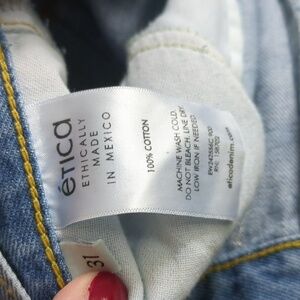 ética
ETHICALLY
MADE
IN MEXICO
100% COTTON
MACHINE WASH COLD.
DO NOT BLEACH. LINE DRY.
LOW IRON IF NEEDED.
eticadenim.com
31